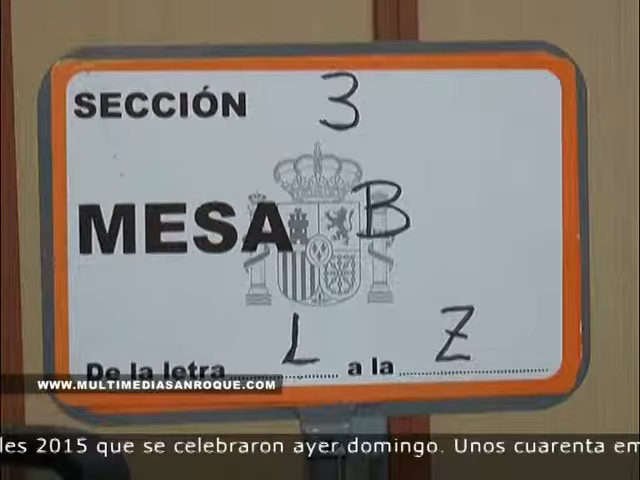 SECCIÓN 3
MESA B
De la letra L a la Z
WWW.MULTIMEDIASANROQUE.COM
les 2015 que se celebraron ayer domingo. Unos cuarenta em